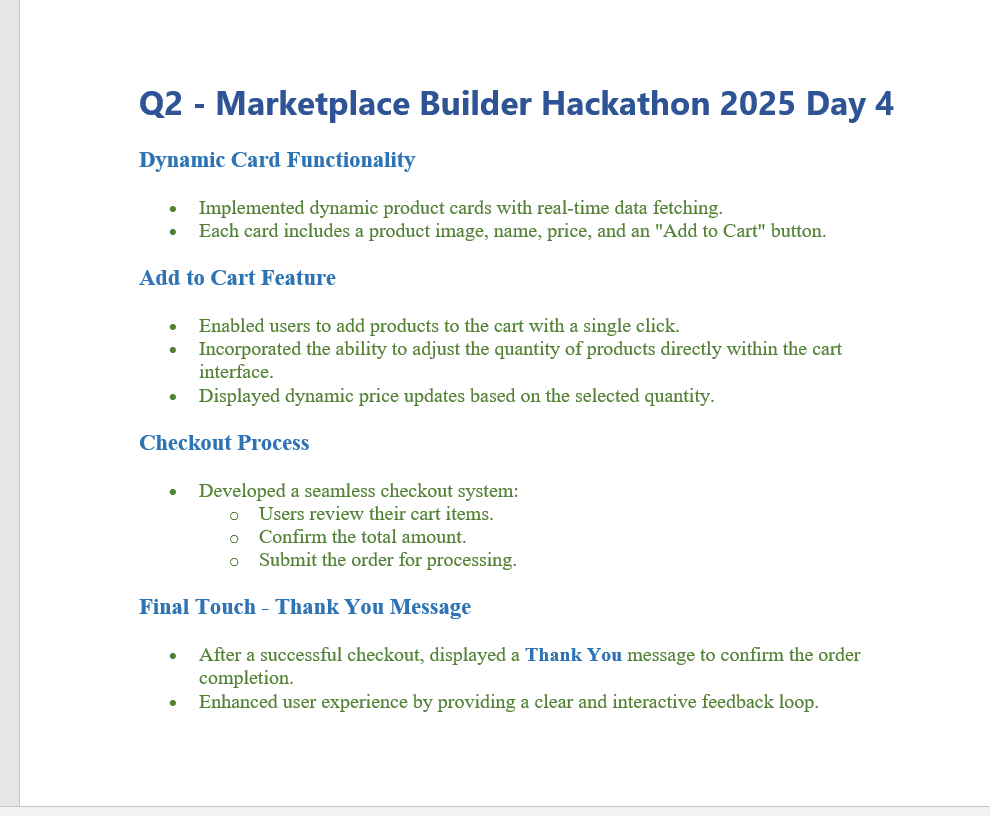 Q2 - Marketplace Builder Hackathon 2025 Day 4
Dynamic Card Functionality
• Implemented dynamic product cards with real-time data fetching.
• Each card includes a product image, name, price, and an "Add to Cart" button.
Add to Cart Feature
• Enabled users to add products to the cart with a single click.
• Incorporated the ability to adjust the quantity of products directly within the cart
interface.
• Displayed dynamic price updates based on the selected quantity.
Checkout Process
• Developed a seamless checkout system:
o Users review their cart items.
o Confirm the total amount.
o Submit the order for processing.
Final Touch - Thank You Message
• After a successful checkout, displayed a Thank You message to confirm the order
completion.
• Enhanced user experience by providing a clear and interactive feedback loop.